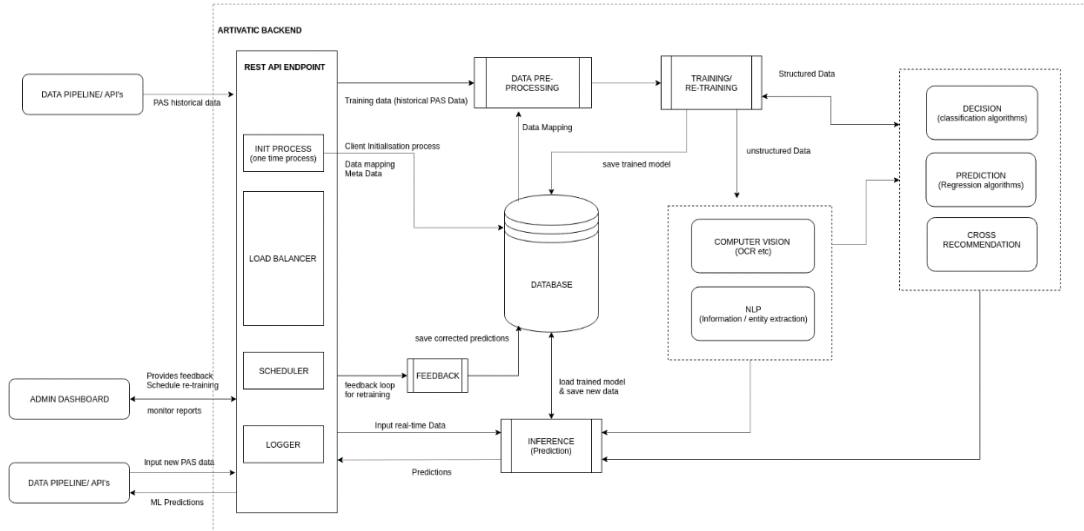 ARTIVATIC BACKEND
REST API ENDPOINT
DATA PIPELINE/ API's
PAS historical data
Training data (historical PAS Data)
DATA PRE-
PROCESSING
TRAINING/
RE-TRAINING
Structured Data
DECISION
(classification algorithms)
Data Mapping
INIT PROCESS
(one time process)
Client Initialisation process
Data mapping
Meta Data
save trained model
unstructured Data
PREDICTION
(Regression algorithms)
CROSS
RECOMMENDATION
LOAD BALANCER
DATABASE
COMPUTER VISION
(OCR etc)
NLP
(Information / entity extraction)
save corrected predictions
SCHEDULER
feedback loop
for retraining
FEEDBACK
load trained model
& save new data
Provides feedback
Schedule re-training
ADMIN DASHBOARD
monitor reports
LOGGER
Input real-time Data
INFERENCE
(Prediction)
Predictions
Input new PAS data
DATA PIPELINE/ API's
ML Predictions